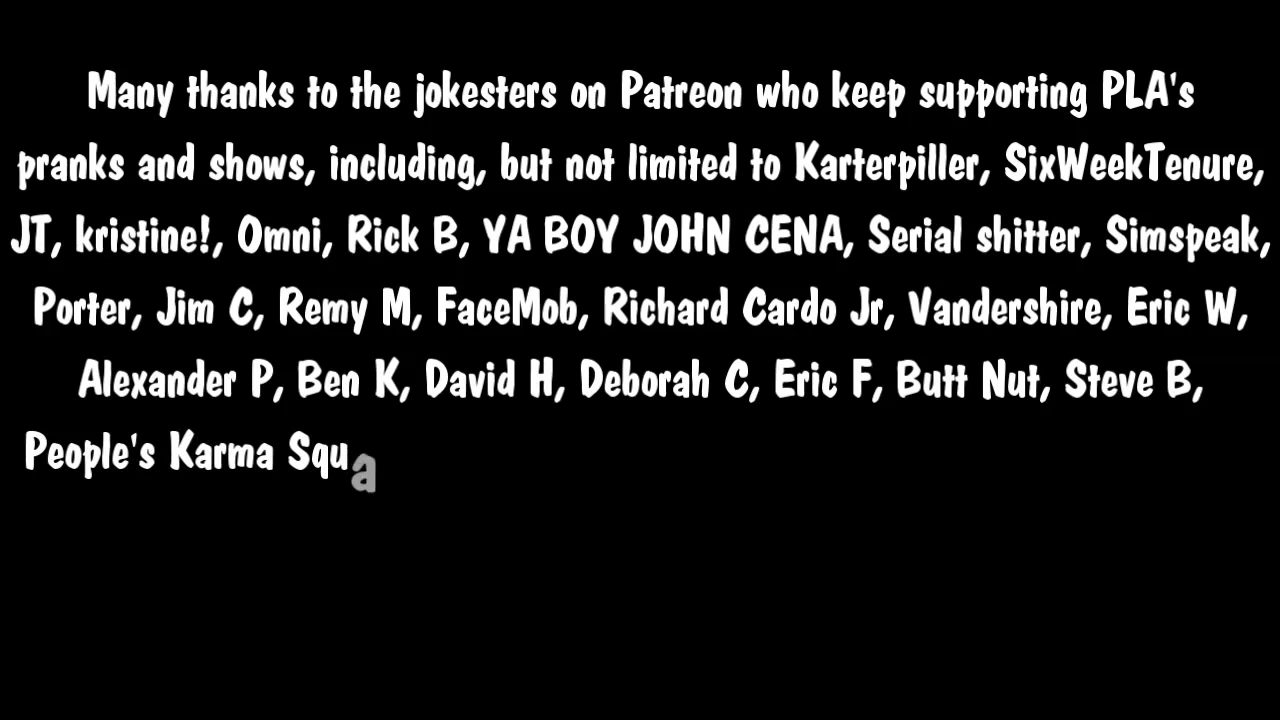 Many thanks to the jokesters on Patreon who keep supporting PLA's
pranks and shows, including, but not limited to Karterpiller, SixWeekTenure,
JT, kristine!, Omni, Rick B, YA BOY JOHN CENA, Serial shitter, Simspeak,
Porter, Jim C, Remy M, FaceMob, Richard Cardo Jr, Vandershire, Eric W,
Alexander P, Ben K, David H, Deborah C, Eric F, Butt Nut, Steve B,
People's Karma Squa